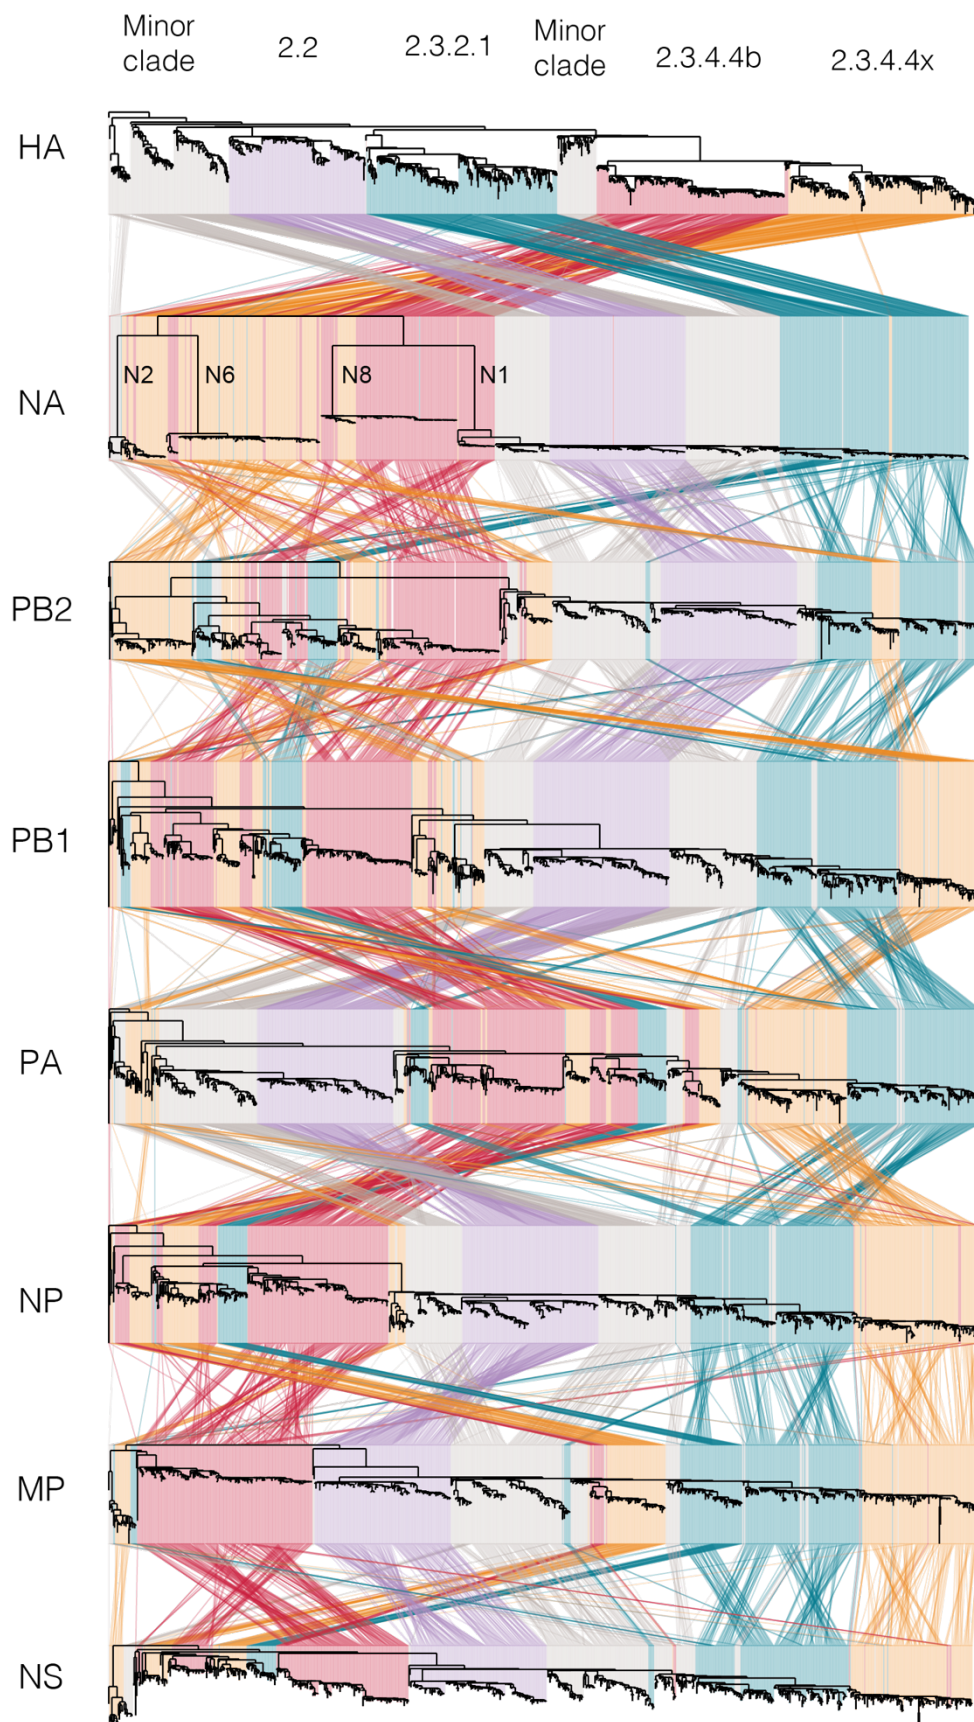 Minor
clade
2.2
2.3.2.1
Minor
clade
2.3.4.4b
2.3.4.4x
HA
NA
N2
N6
N8
N1
PB2
PB1
PA
NP
MP
NS